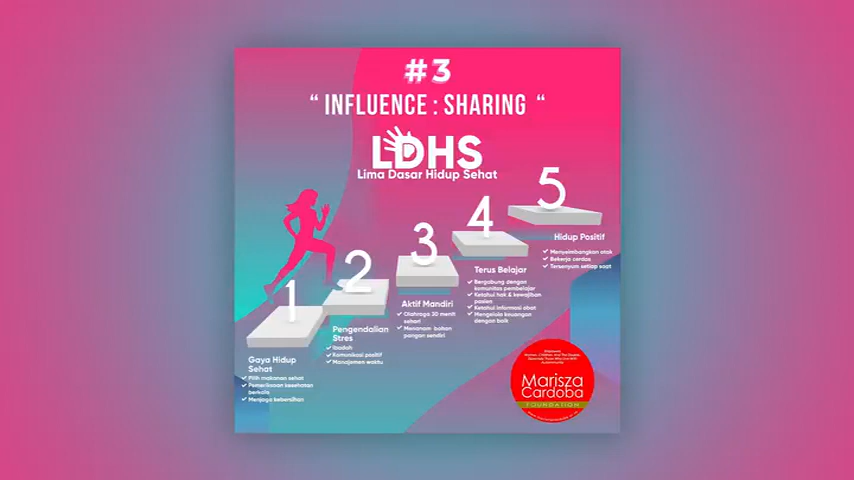 #3
“ INFLUENCE : SHARING “
LDHS
Lima Dasar Hidup Sehat
1
Gaya Hidup
Sehat
Pilih makanan sehat
Pemeriksaan kesehatan
berkala
Menjaga kebersihan
2
Pengendalian
Stres
Ibadah
Komunikasi positif
Manajemen waktu
3
Aktif Mandiri
Olahraga 30 menit
sehari
Menanam bahan
pangan sendiri
4
Terus Belajar
Bergabung dengan
komunitas pembelajar
Ketahui hak & kewajiban
pasien
Ketahui informasi obat
Mengelola keuangan
dengan baik
5
Hidup Positif
Menyeimbangkan otak
Bekerja cerdas
Tersenyum setiap saat
Marisza
Cardoba
FOUNDATION